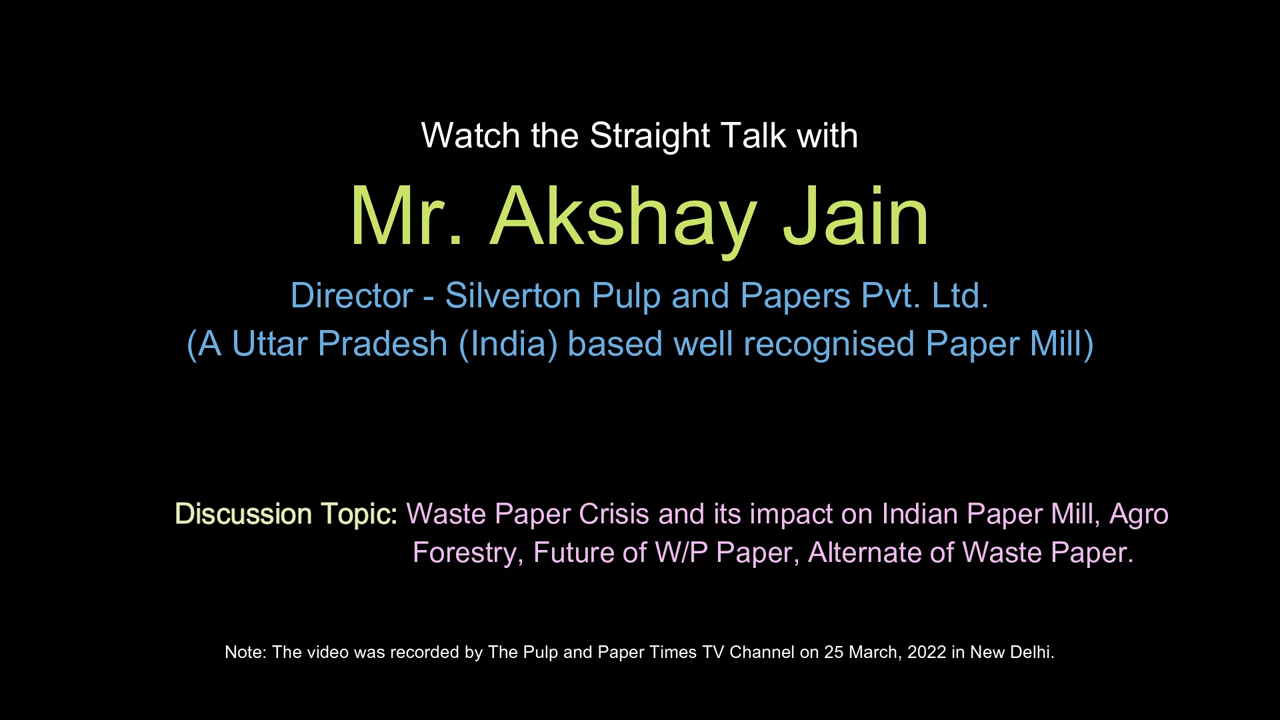 Watch the Straight Talk with
Mr. Akshay Jain
Director - Silverton Pulp and Papers Pvt. Ltd.
(A Uttar Pradesh (India) based well recognised Paper Mill)
Discussion Topic: Waste Paper Crisis and its impact on Indian Paper Mill, Agro
Forestry, Future of W/P Paper, Alternate of Waste Paper.
Note: The video was recorded by The Pulp and Paper Times TV Channel on 25 March, 2022 in New Delhi.